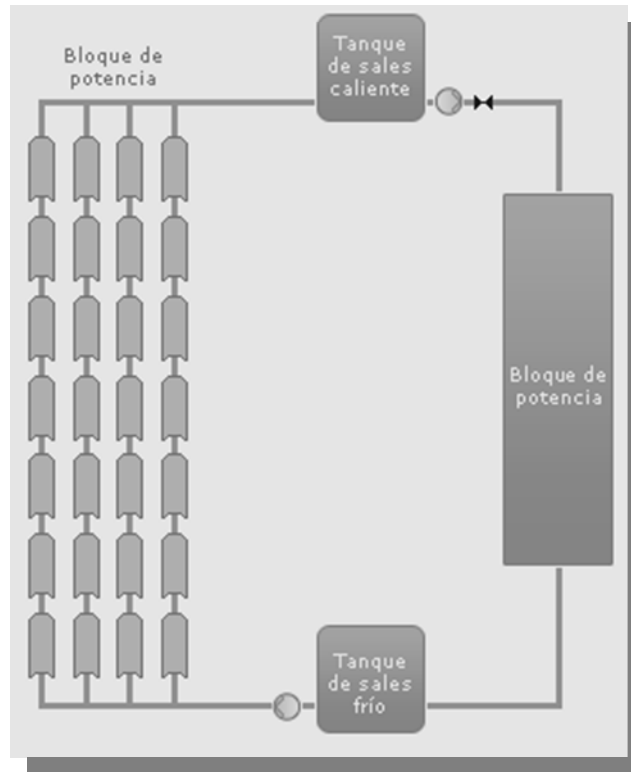 Bloque de
potencia
Tanque
de sales
caliente
Bloque de
potencia
Tanque
de sales
frío